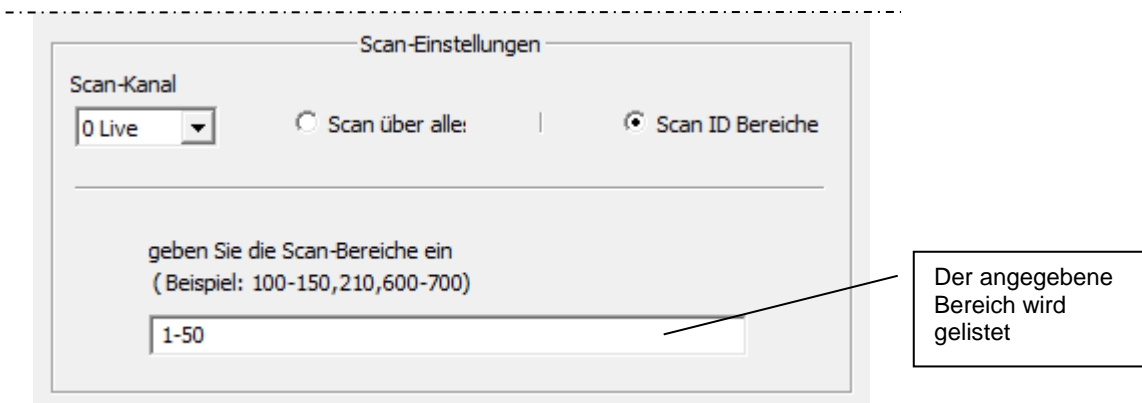 Scan-Einstellungen
Scan-Kanal
0 Live
Scan über alle:
Scan ID Bereiche
geben Sie die Scan-Bereiche ein
( Beispiel: 100-150,210,600-700)
1-50
Der angegebene
Bereich wird
gelistet